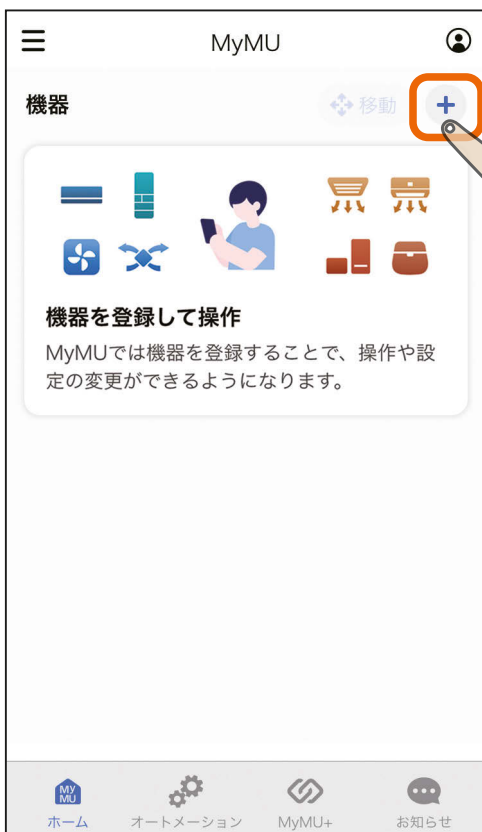 MyMU
機器
移動
機器を登録して操作
MyMUでは機器を登録することで、操作や設
定の変更ができるようになります。
MY
MU
ホーム
オートメーション
MyMU+
お知らせ